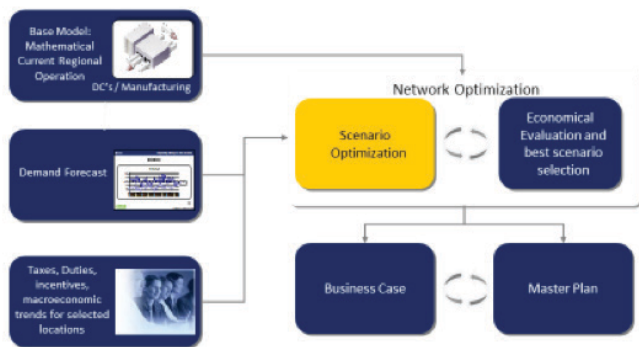 Base Model:
Mathematical
Current Regional
Operation
DC's / Manufacturing
Network Optimization
Scenario
Optimization
Economical
Evaluation and
best scenario
selection
Demand Forecast
Taxes, Duties,
incentives,
macroeconomic
trends for selected
locations
Business Case
Master Plan